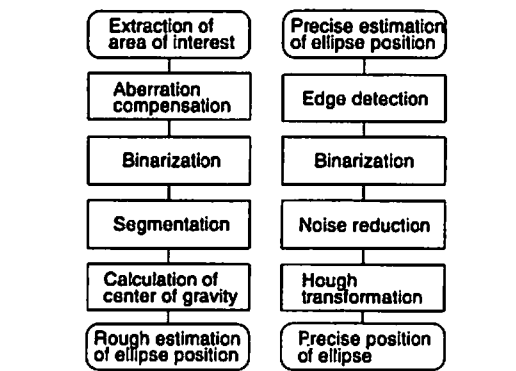 Extraction of
area of interest
Aberration
compensation
Binarization
Segmentation
Calculation of
center of gravity
Rough estimation
of ellipse position
Precise estimation
of ellipse position
Edge detection
Binarization
Noise reduction
Hough
transformation
Precise position
of ellipse